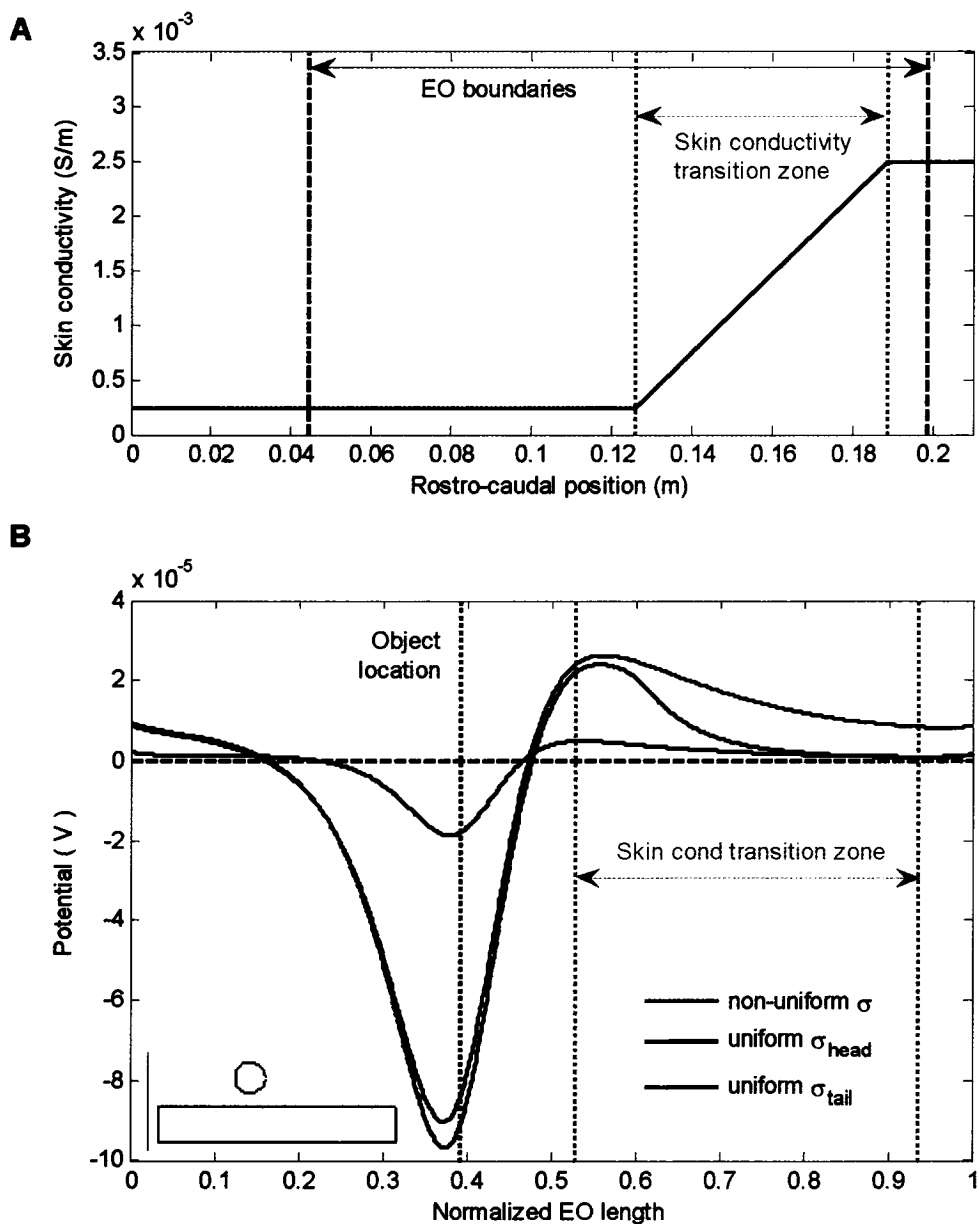 A
x 10-3
3.5
3
2.5
2
1.5
1
0.5
0
Skin conductivity (S/m)
EO boundaries
Skin conductivity
transition zone
0 0.02 0.04 0.06 0.08 0.1 0.12 0.14 0.16 0.18 0.2
Rostro-caudal position (m)
B
x 10-5
4
2
0
-2
-4
-6
-8
-10
Potential ( V )
Object
location
Skin cond transition zone
non-uniform σ
uniform σhead
uniform σtail
0 0.1 0.2 0.3 0.4 0.5 0.6 0.7 0.8 0.9 1
Normalized EO length